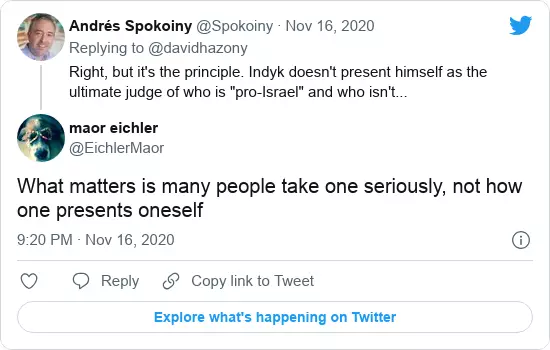 Andrés Spokoiny @Spokoiny · Nov 16, 2020
Replying to @davidhazony
Right, but it's the principle. Indyk doesn't present himself as the
ultimate judge of who is "pro-Israel" and who isn't...
maor eichler
@EichlerMaor
What matters is many people take one seriously, not how
one presents oneself
9:20 PM · Nov 16, 2020
Reply
Copy link to Tweet
Explore what's happening on Twitter